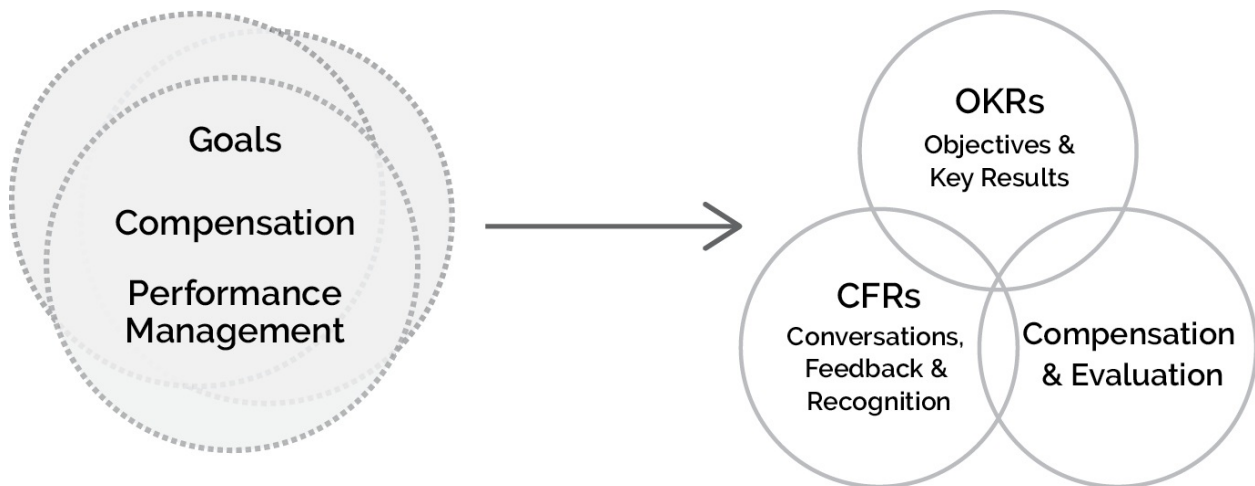 Goals
Compensation
Performance
Management
OKRs
Objectives &
Key Results
CFRs
Conversations,
Feedback &
Recognition
Compensation
& Evaluation